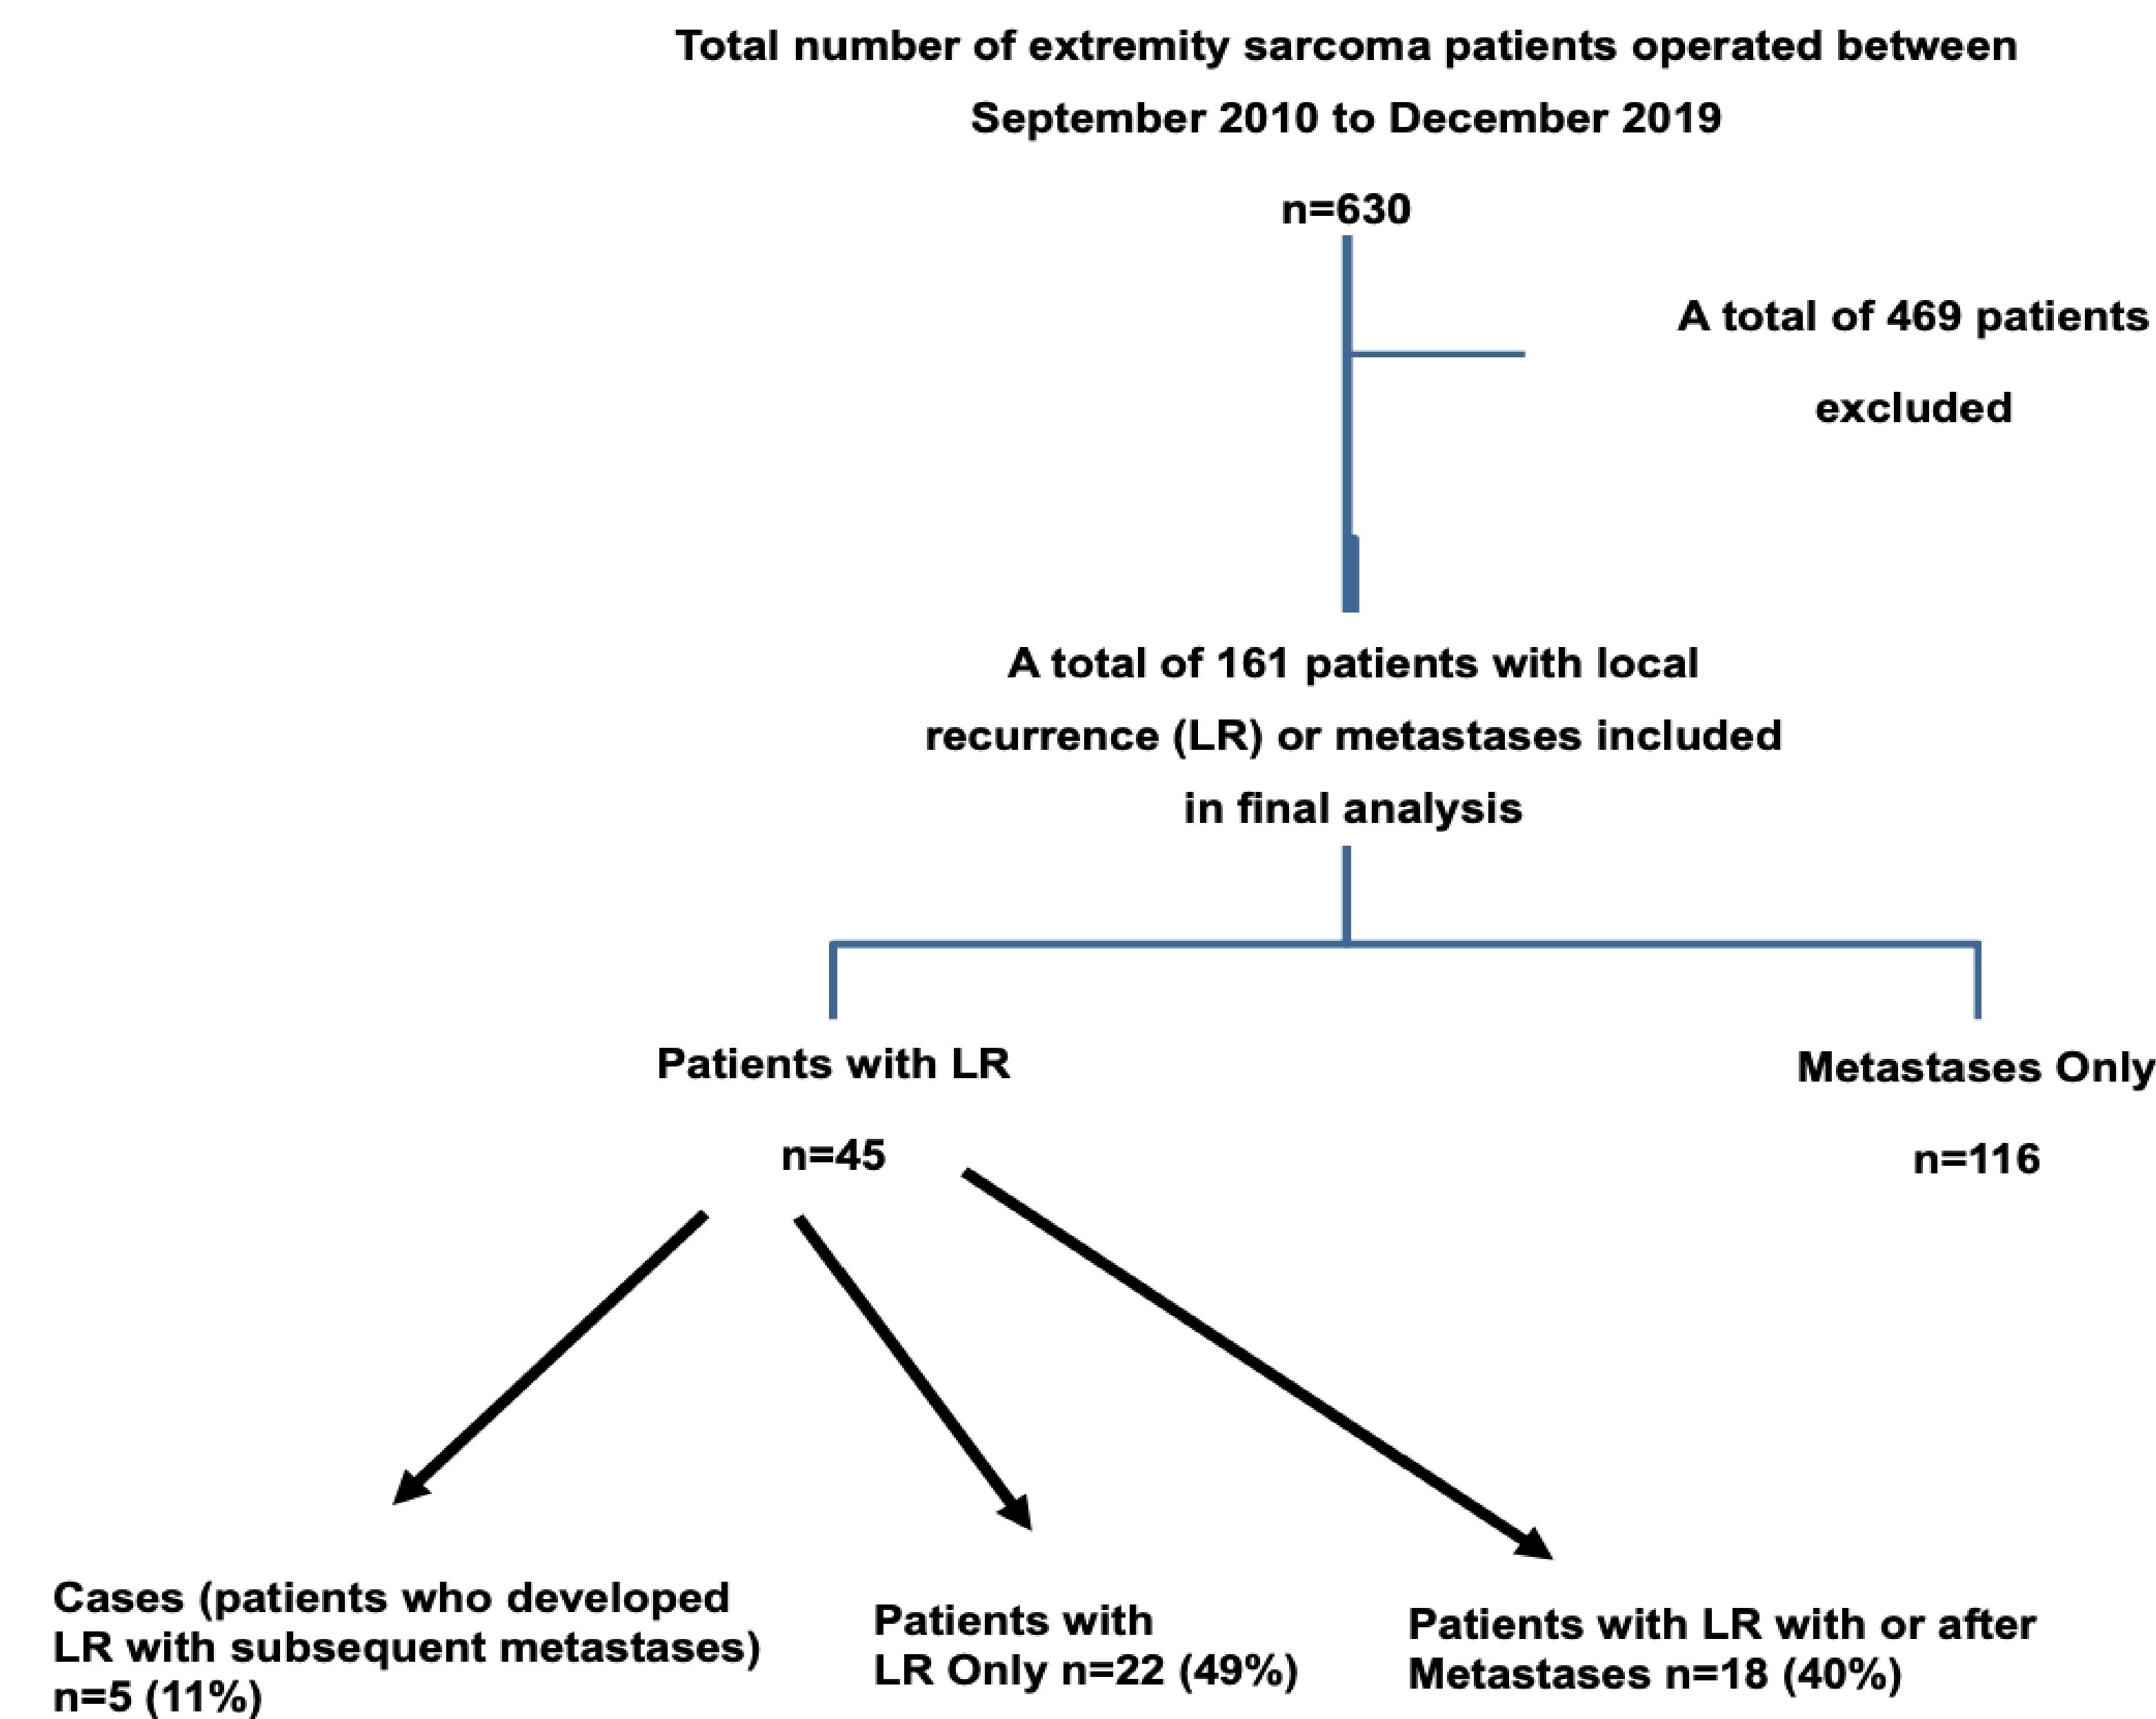 Total number of extremity sarcoma patients operated between
September 2010 to December 2019
n=630
A total of 469 patients
excluded
A total of 161 patients with local
recurrence (LR) or metastases included
in final analysis
Patients with LR
n=45
Metastases Only
n=116
Cases (patients who developed
LR with subsequent metastases)
n=5 (11%)
Patients with
LR Only n=22 (49%)
Patients with LR with or after
Metastases n=18 (40%)